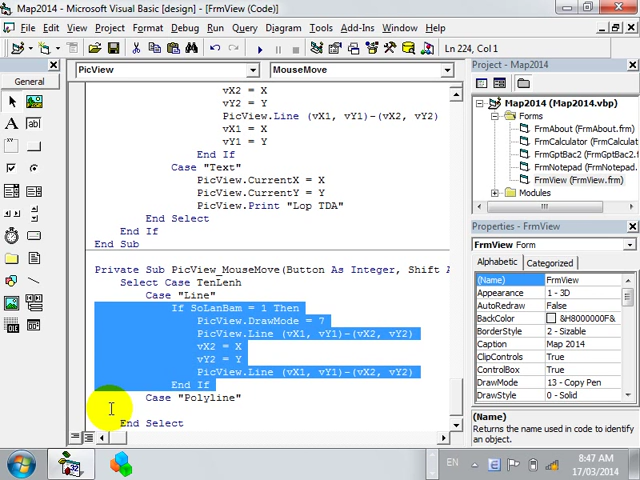 Map2014 - Microsoft Visual Basic [design] - [FrmView (Code)]
File Edit View Project Format Debug Run Query Diagram Tools Add-Ins Window Help
Ln 224, Col 1
General
PicView
MouseMove
vX2 = X
vY2 = Y
PicView.Line (vX1, vY1)-(vX2, vY2)
vX1 = X
vY1 = Y
End If
Case "Text"
PicView.CurrentX = X
PicView.CurrentY = Y
PicView.Print "Lop TDA"
End Select
End If
End Sub
Private Sub PicView_MouseMove(Button As Integer, Shift A
Select Case TenLenh
Case "Line"
If SoLanBam = 1 Then
PicView.DrawMode = 7
PicView.Line (vX1, vY1)-(vX2, vY2)
vX2 = X
vY2 = Y
PicView.Line (vX1, vY1)-(vX2, vY2)
End If
Case "Polyline"
End Select
Project - Map2014
Map2014 (Map2014.vbp)
Forms
FrmAbout (FrmAbout.frm)
FrmCalculator (FrmCalculator.
FrmGptBac2 (FrmGptBac2.f
FrmNotepad (FrmNotepad.
FrmView (FrmView.frm)
Modules
Properties - FrmView
FrmView Form
Alphabetic Categorized
(Name) FrmView
Appearance 1 - 3D
AutoRedraw False
BackColor &H8000000F&
BorderStyle 2 - Sizable
Caption Map 2014
ClipControls True
ControlBox True
DrawMode 13 - Copy Pen
DrawStyle 0 - Solid
(Name)
Returns the name used in code to identify
an object.
EN
8:47 AM
17/03/2014